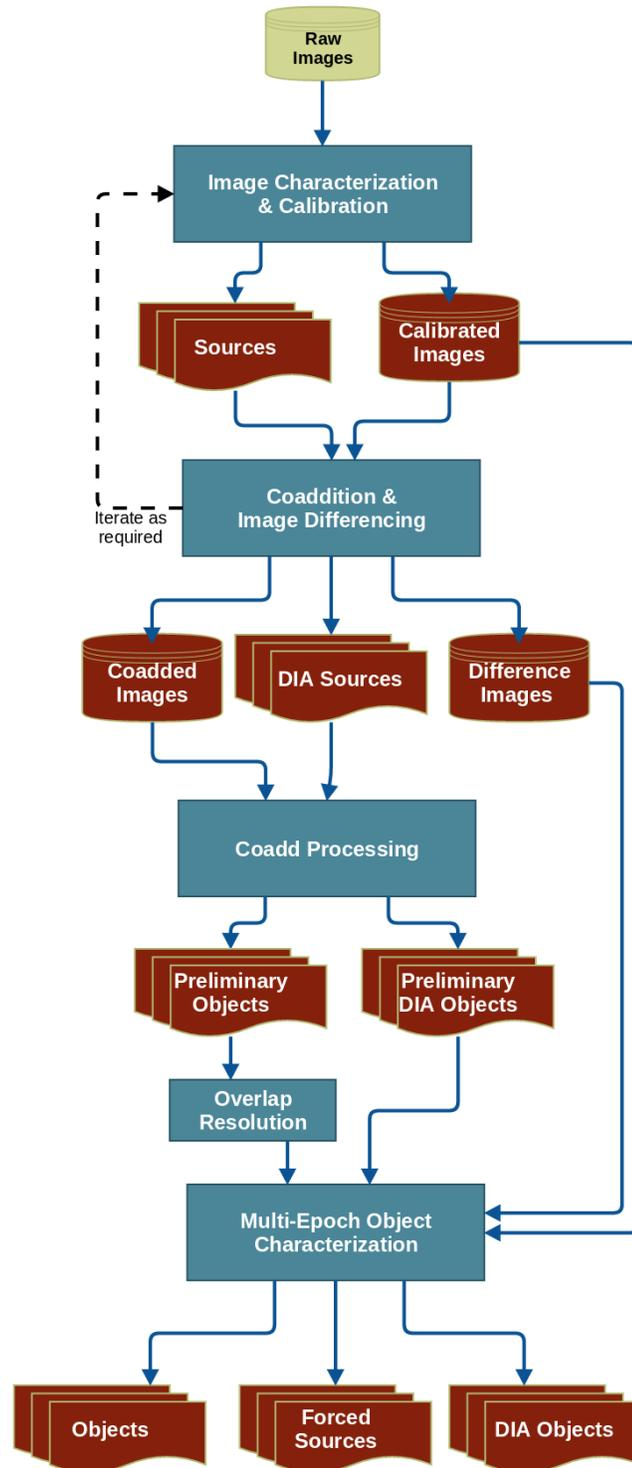 Raw
Images
Image Characterization
& Calibration
Sources
Calibrated
Images
Coaddition &
Image Differencing
Iterate as
required
Coadded
Images
DIA Sources
Difference
Images
Coadd Processing
Preliminary
Objects
Preliminary
DIA Objects
Overlap
Resolution
Multi-Epoch Object
Characterization
Objects
Forced
Sources
DIA Objects